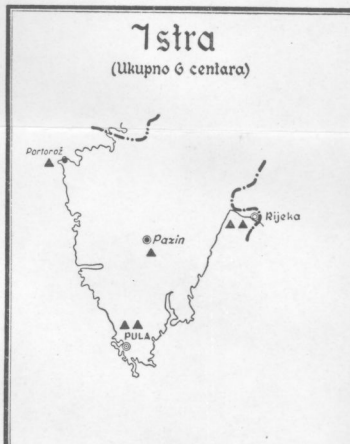 Istra
(Ukupno 6 centara)
Portorož
Rijeka
Pazin
PULA